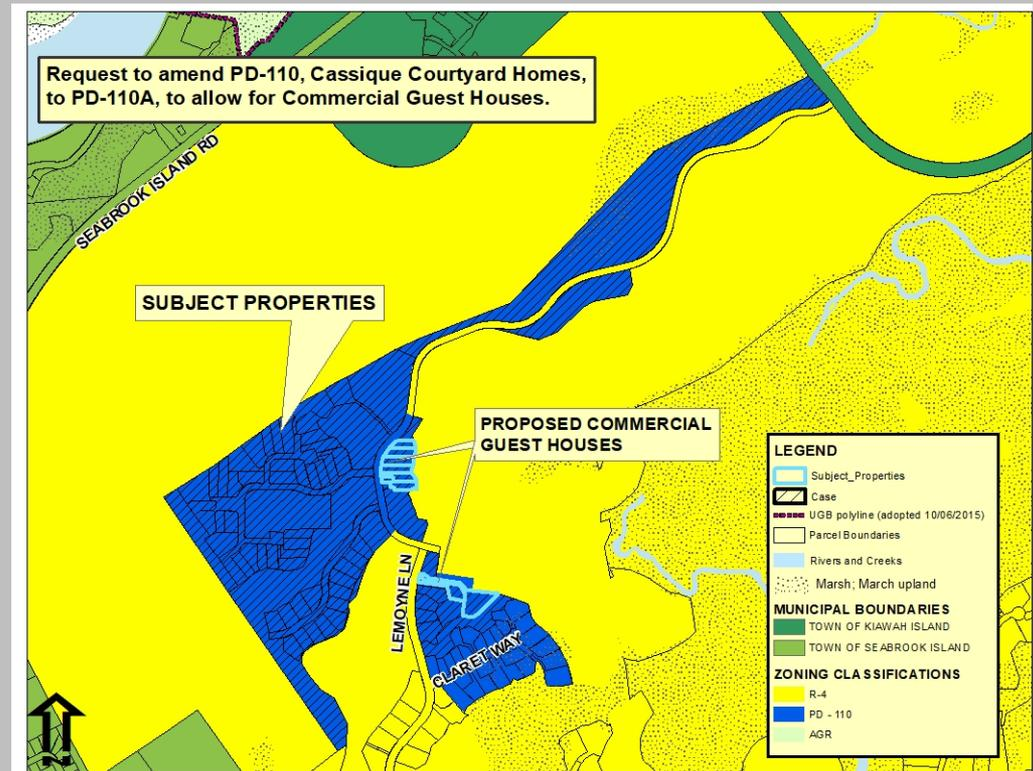 Request to amend PD-110, Cassique Courtyard Homes,
to PD-110A, to allow for Commercial Guest Houses.
SEABROOK ISLAND RD
SUBJECT PROPERTIES
PROPOSED COMMERCIAL
GUEST HOUSES
LEMOYNE LN
CLARET WAY
LEGEND
Subject_Properties
Case
UGB polyline (adopted 10/06/2015)
Parcel Boundaries
Rivers and Creeks
Marsh; March upland
MUNICIPAL BOUNDARIES
TOWN OF KIAWAH ISLAND
TOWN OF SEABROOK ISLAND
ZONING CLASSIFICATIONS
R-4
PD - 110
AGR
N